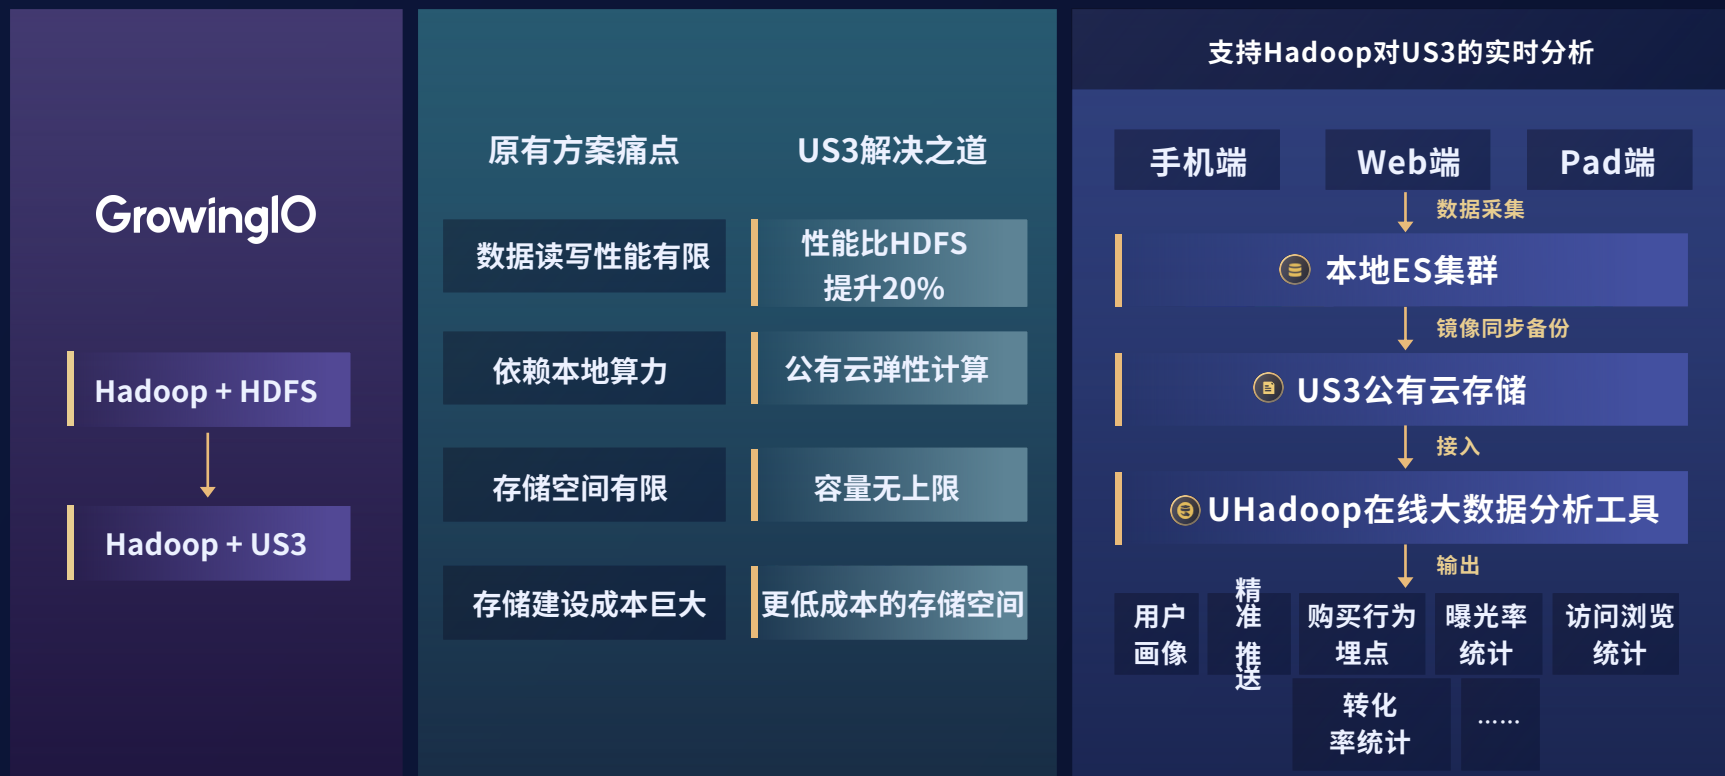 GrowingIO
Hadoop + HDFS
Hadoop + US3
原有方案痛点
US3解决之道
数据读写性能有限
性能比HDFS
提升20%
依赖本地算力
公有云弹性计算
存储空间有限
容量无上限
存储建设成本巨大
更低成本的存储空间
支持Hadoop对US3的实时分析
手机端
Web端
Pad端
数据采集
本地ES集群
镜像同步备份
US3公有云存储
接入
UHadoop在线大数据分析工具
输出
用户
画像
精
准
推
送
购买行为
埋点
曝光率
统计
访问浏览
统计
转化
率统计
......